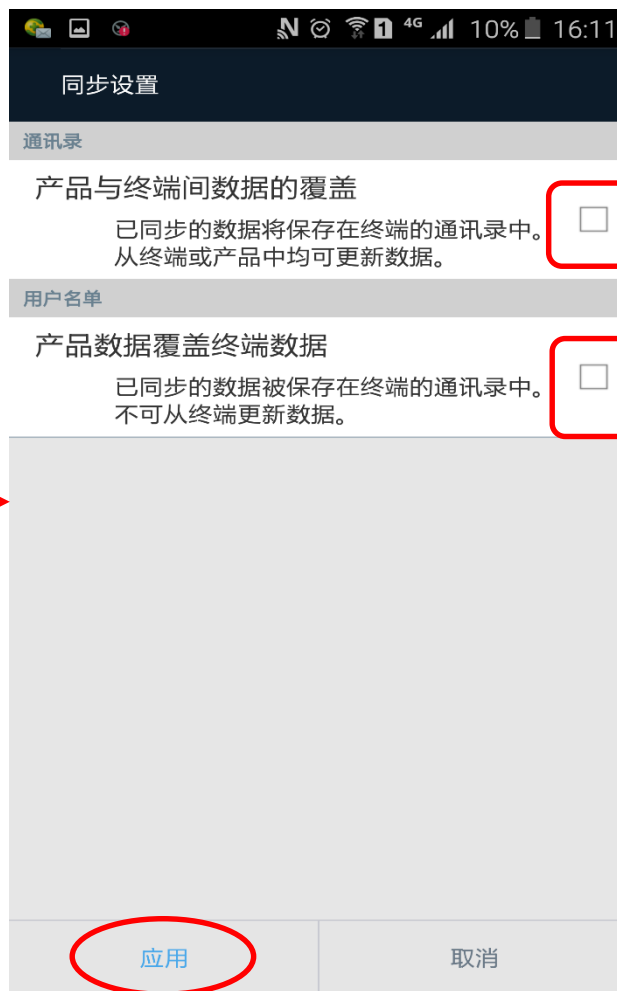 1 4G 10% 16:11
同步设置
通讯录
产品与终端间数据的覆盖
已同步的数据将保存在终端的通讯录中。
从终端或产品中均可更新数据。
用户名单
产品数据覆盖终端数据
已同步的数据被保存在终端的通讯录中。
不可从终端更新数据。
应用 取消